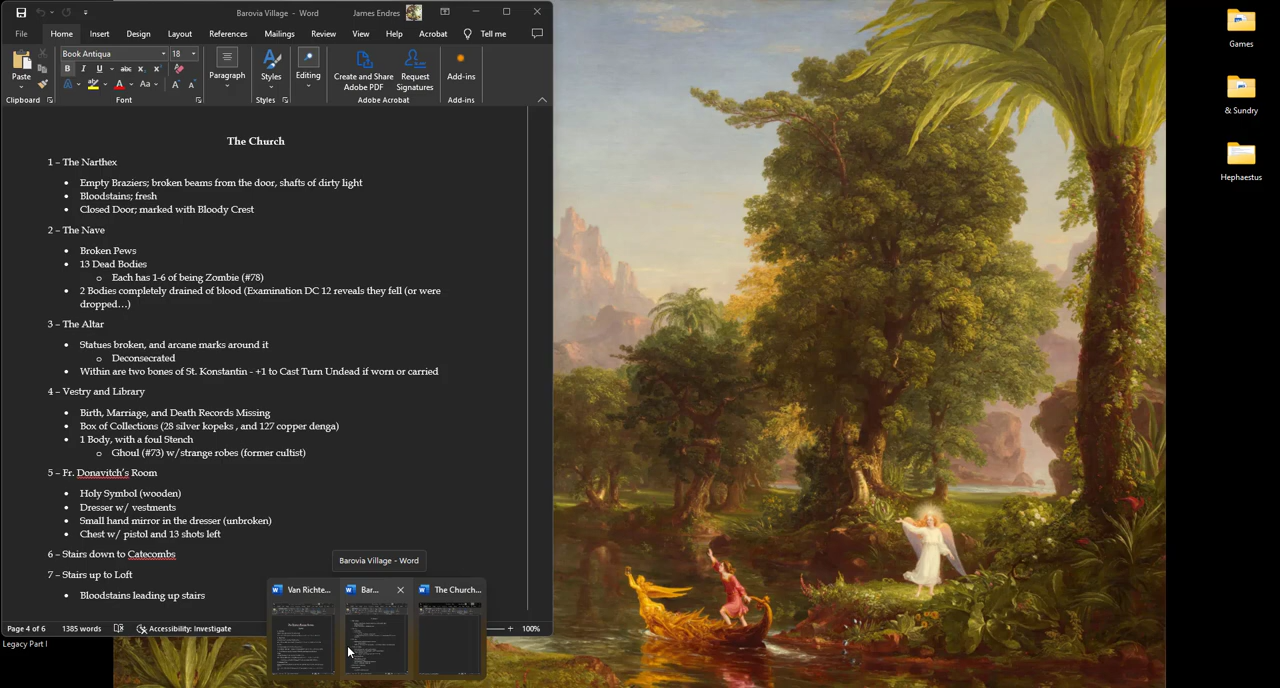 Barovia Village - Word
James Endres
File
Home
Insert
Design
Layout
References
Mailings
Review
View
Help
Acrobat
Tell me
Book Antiqua
18
Paste
Paragraph
Styles
Editing
Create and Share
Adobe PDF
Request
Signatures
Add-ins
Clipboard
Font
Styles
Adobe Acrobat
Add-ins
The Church
1 – The Narthex
• Empty Braziers; broken beams from the door, shafts of dirty light
• Bloodstains; fresh
• Closed Door; marked with Bloody Crest
2 – The Nave
• Broken Pews
• 13 Dead Bodies
o Each has 1-6 of being Zombie (#78)
• 2 Bodies completely drained of blood (Examination DC 12 reveals they fell (or were
dropped…)
3 – The Altar
• Statues broken, and arcane marks around it
o Deconsecrated
• Within are two bones of St. Konstantin - +1 to Cast Turn Undead if worn or carried
4 – Vestry and Library
• Birth, Marriage, and Death Records Missing
• Box of Collections (28 silver kopeks , and 127 copper denga)
• 1 Body, with a foul Stench
o Ghoul (#73) w/strange robes (former cultist)
5 – Fr. Donavitch's Room
• Holy Symbol (wooden)
• Dresser w/ vestments
• Small hand mirror in the dresser (unbroken)
• Chest w/ pistol and 13 shots left
6 – Stairs down to Catecombs
7 – Stairs up to Loft
• Bloodstains leading up stairs
Barovia Village - Word
Van Richte...
Bar...
The Church...
Page 4 of 6
1385 words
Accessibility: Investigate
100%
Legacy Part I
Games
& Sundry
Hephaestus